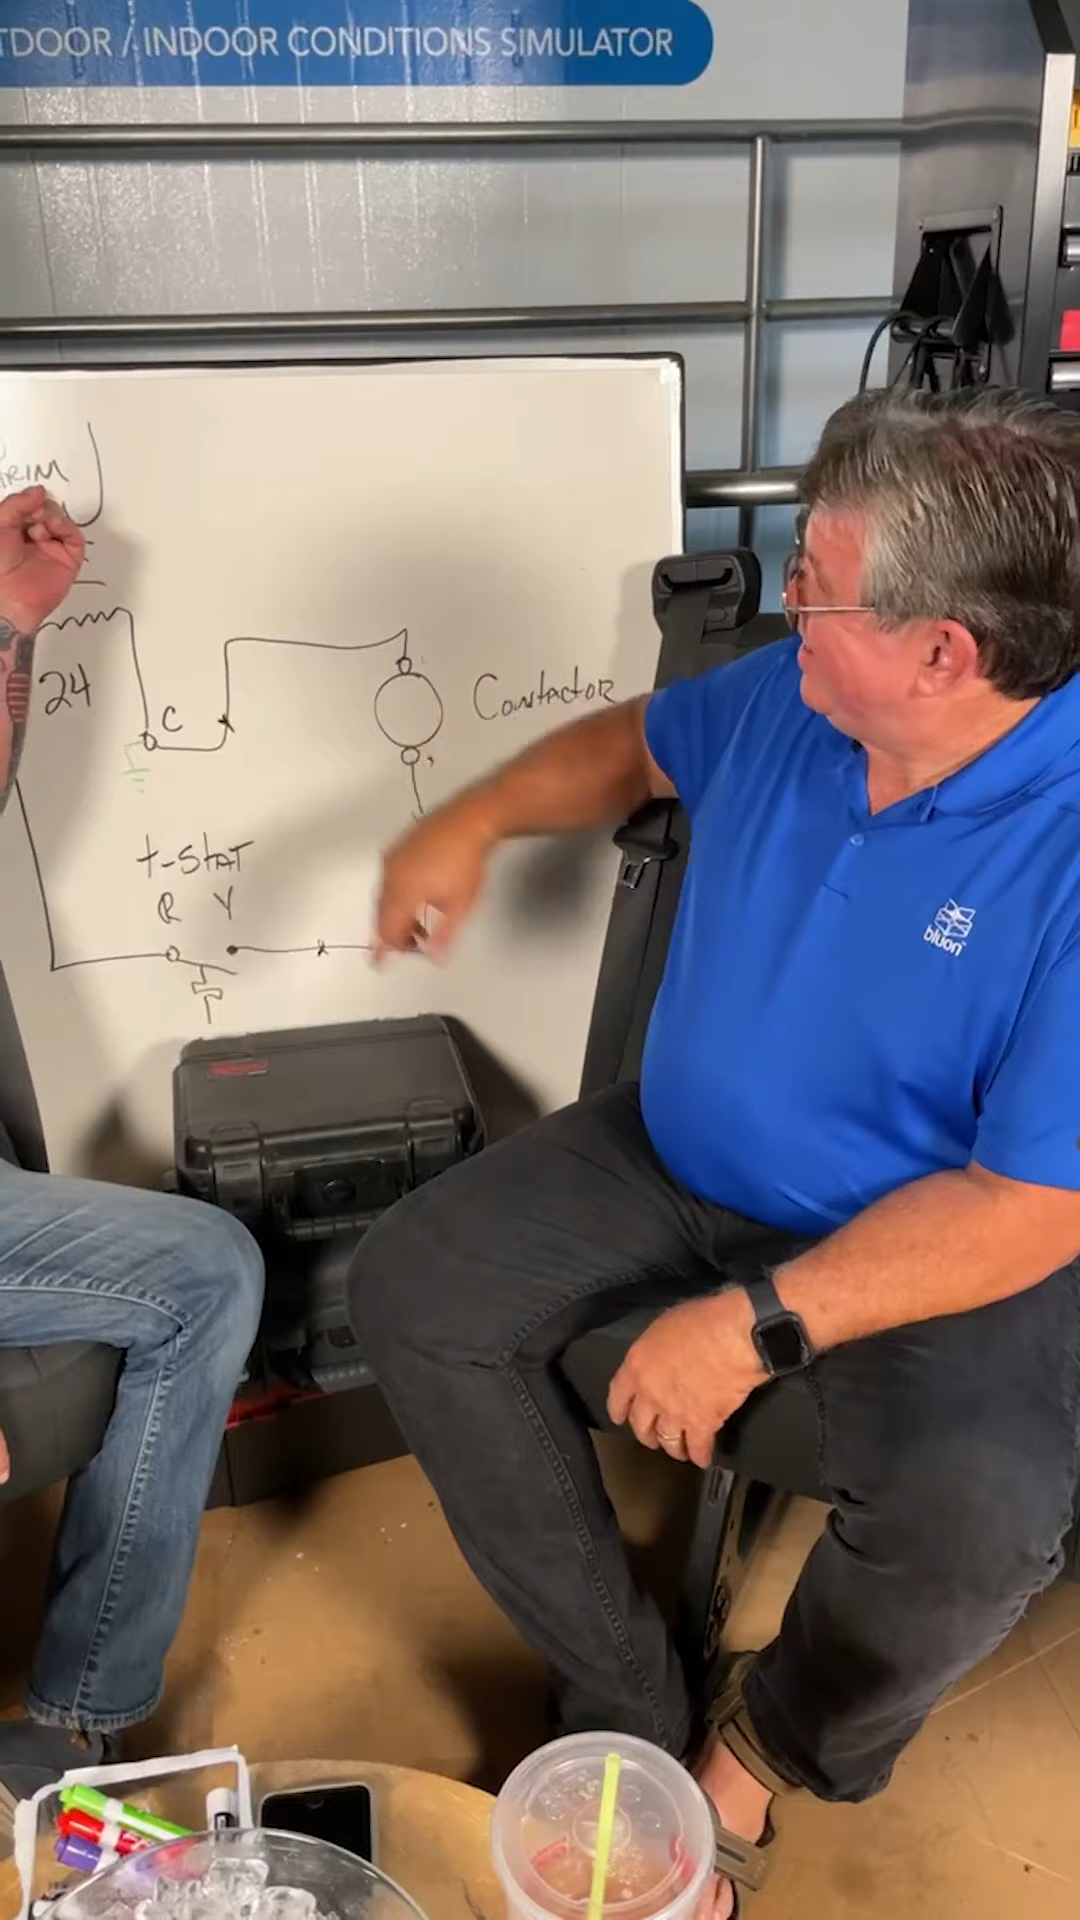 TDOOR / INDOOR CONDITIONS SIMULATOR
RIM
24
C
Contactor
t-stat
R Y
bluon